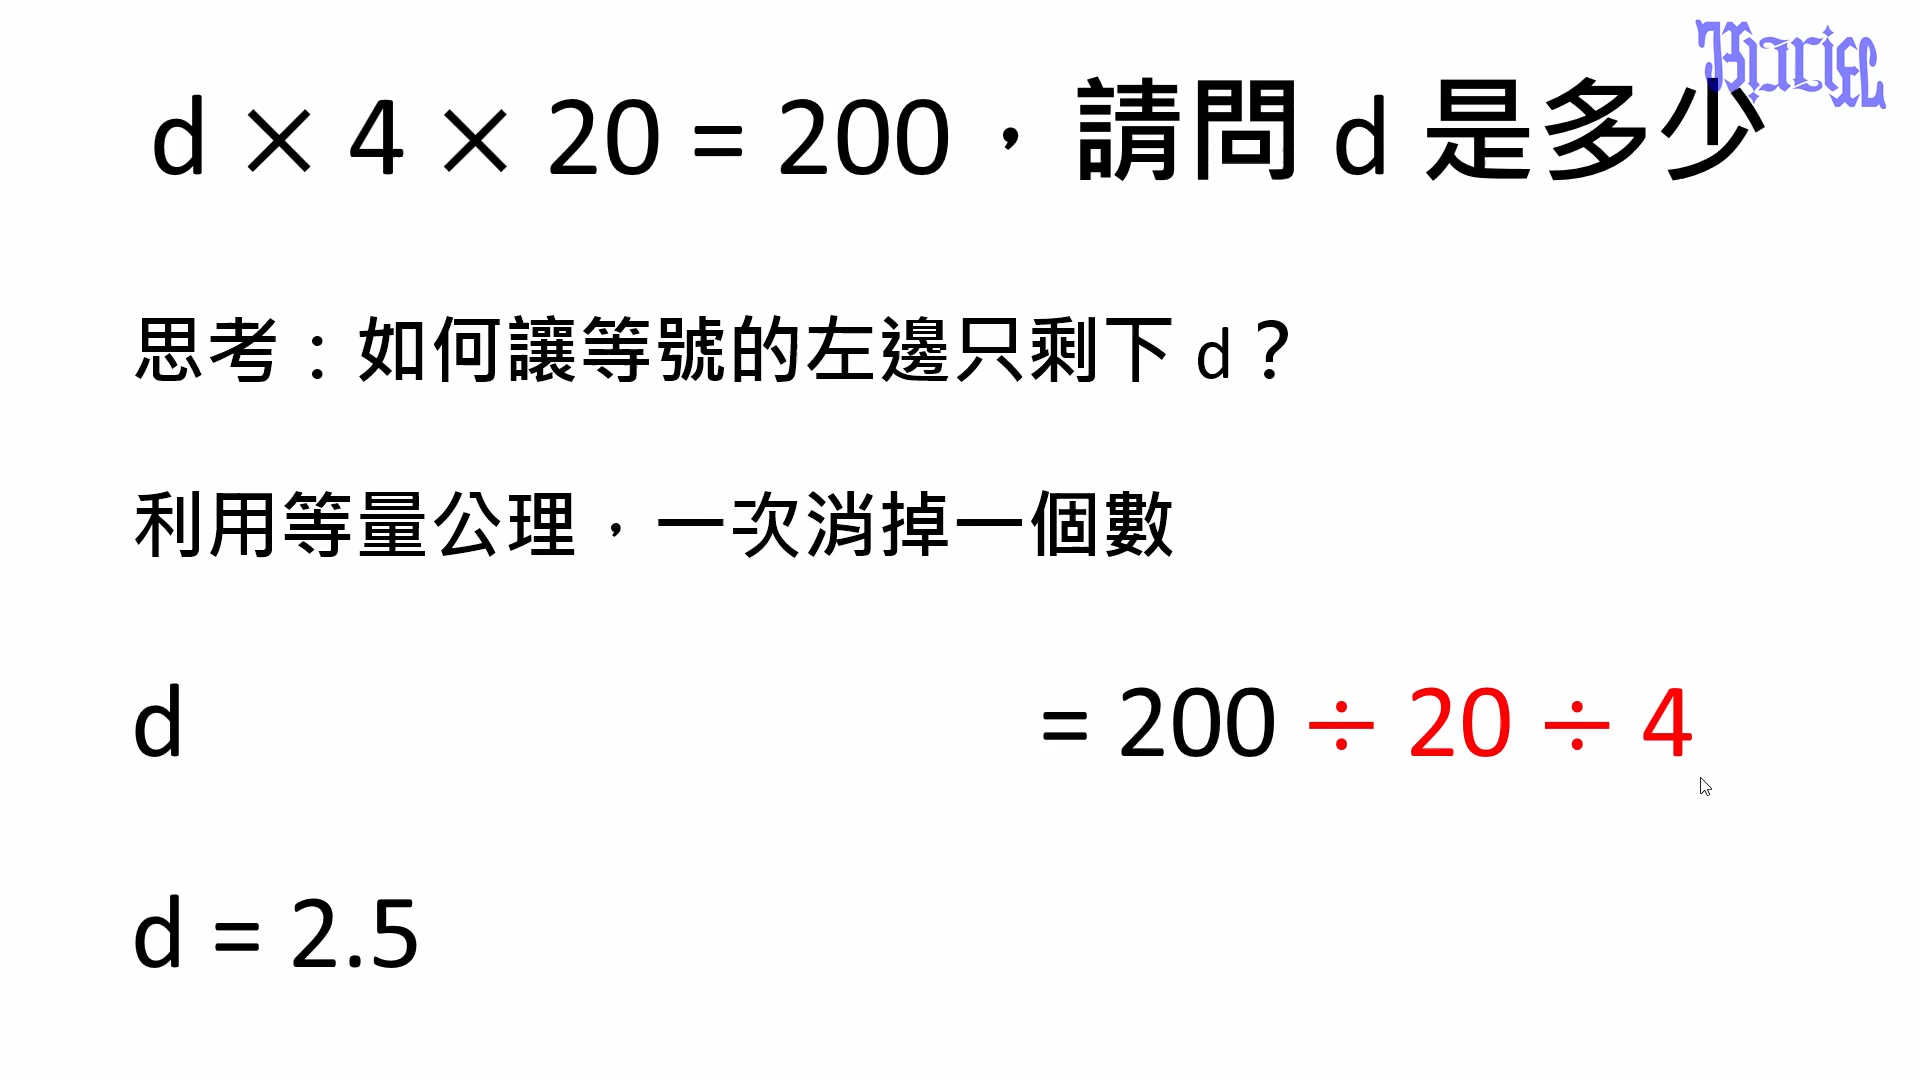 d × 4 × 20 = 200，請問 d 是多少
思考：如何讓等號的左邊只剩下 d？
利用等量公理，一次消掉一個數
d = 200 ÷ 20 ÷ 4
d = 2.5